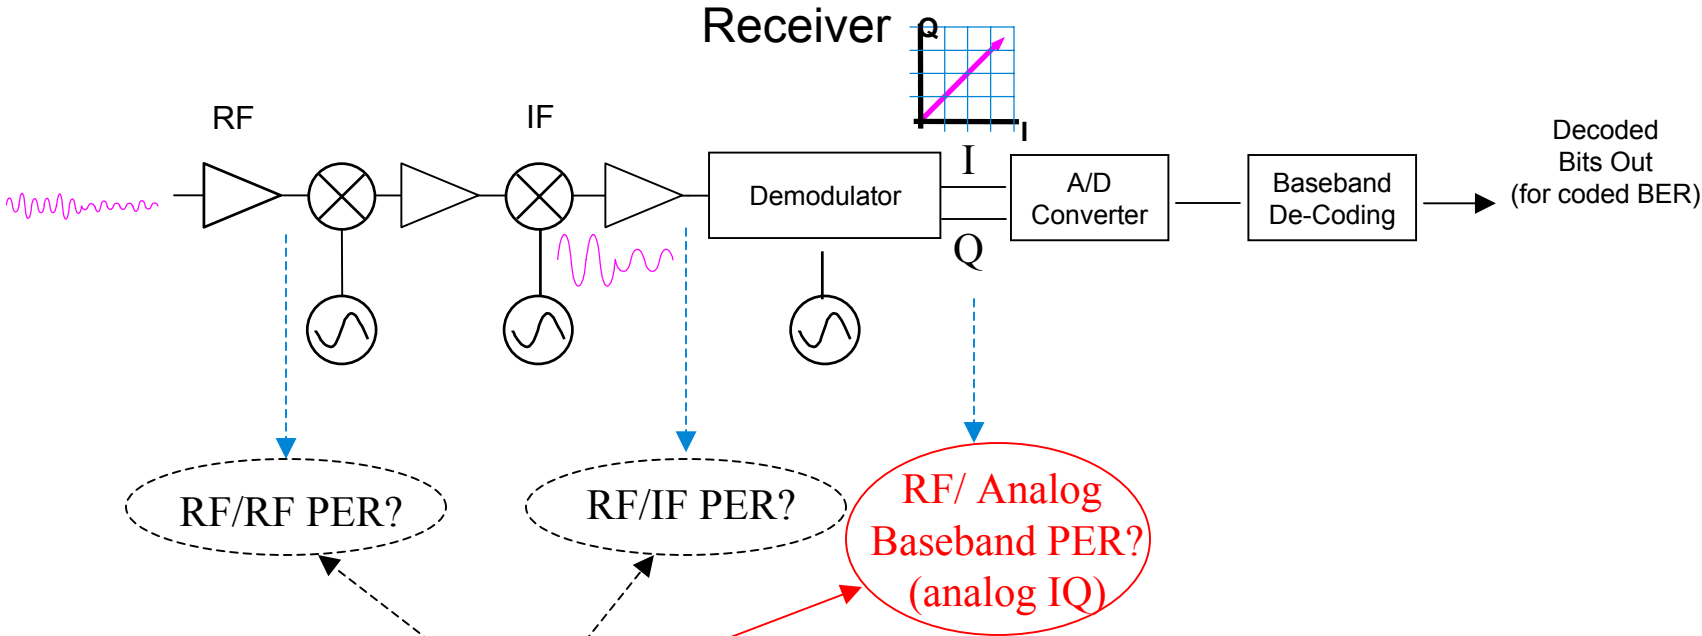 Receiver
Q
I
RF
IF
I
Q
Demodulator
A/D
Converter
Baseband
De-Coding
Decoded
Bits Out
(for coded BER)
RF/RF PER?
RF/IF PER?
RF/ Analog
Baseband PER?
(analog IQ)